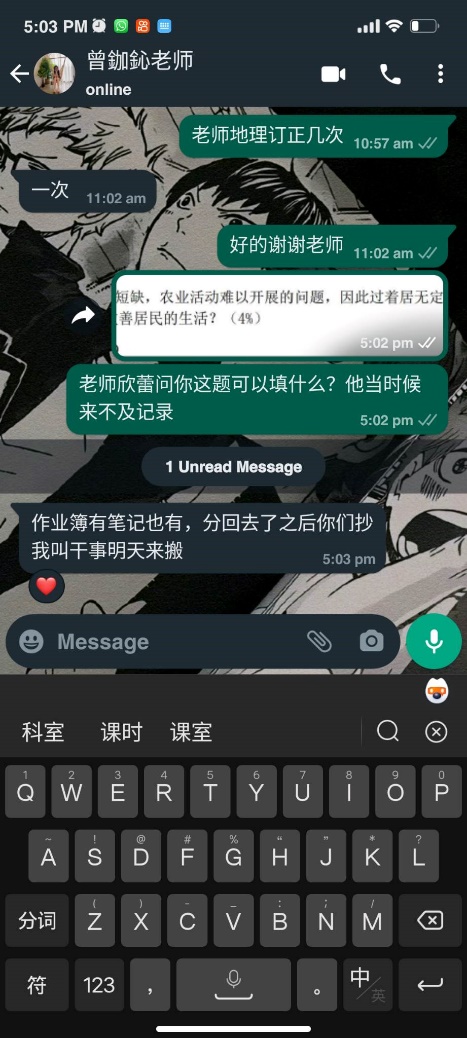 5:03 PM
曾鉫鈊老师
online
老师地理订正几次
10:57 am
一次
11:02 am
好的谢谢老师
11:02 am
短缺，农业活动难以开展的问题，因此过着居无定
善居民的生活？（4%）
5:02 pm
老师欣蕾问你这题可以填什么？他当时候
来不及记录
5:02 pm
1 Unread Message
作业簿有笔记也有，分回去了之后你们抄
我叫干事明天来搬
5:03 pm
Message
科室 课时 课室
1 2 3 4 5 6 7 8 9 0
Q W E R T Y U I O P
~ ! @ # % “ ” * ?
A S D F G H J K L
( ) - _ : ; /
分词 Z X C V B N M
符 123 ， 。 中/英